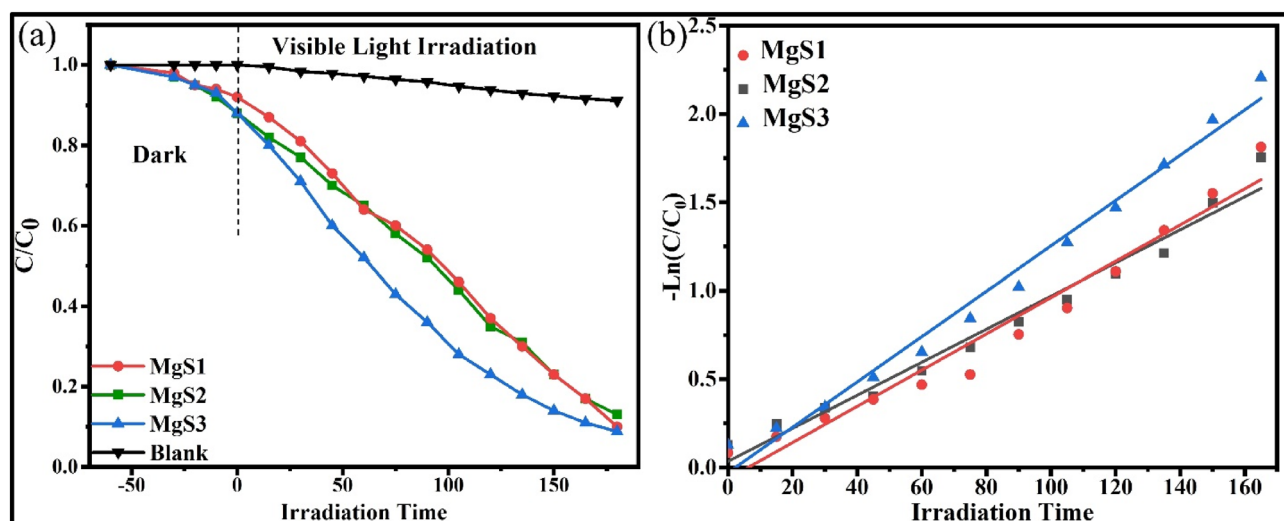 (a)
Visible Light Irradiation
Dark
C/C0
1.0
0.8
0.6
0.4
0.2
0.0
MgS1
MgS2
MgS3
Blank
-50 0 50 100 150
Irradiation Time
(b)
MgS1
MgS2
MgS3
-Ln(C/C0)
2.5
2.0
1.5
1.0
0.5
0.0
0 20 40 60 80 100 120 140 160
Irradiation Time